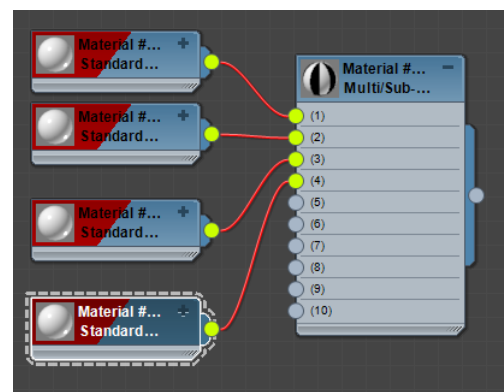 Material #...
Standard...
Material #...
Standard...
Material #...
Standard...
Material #...
Standard...
Material #...
Multi/Sub-...
(1)
(2)
(3)
(4)
(5)
(6)
(7)
(8)
(9)
(10)